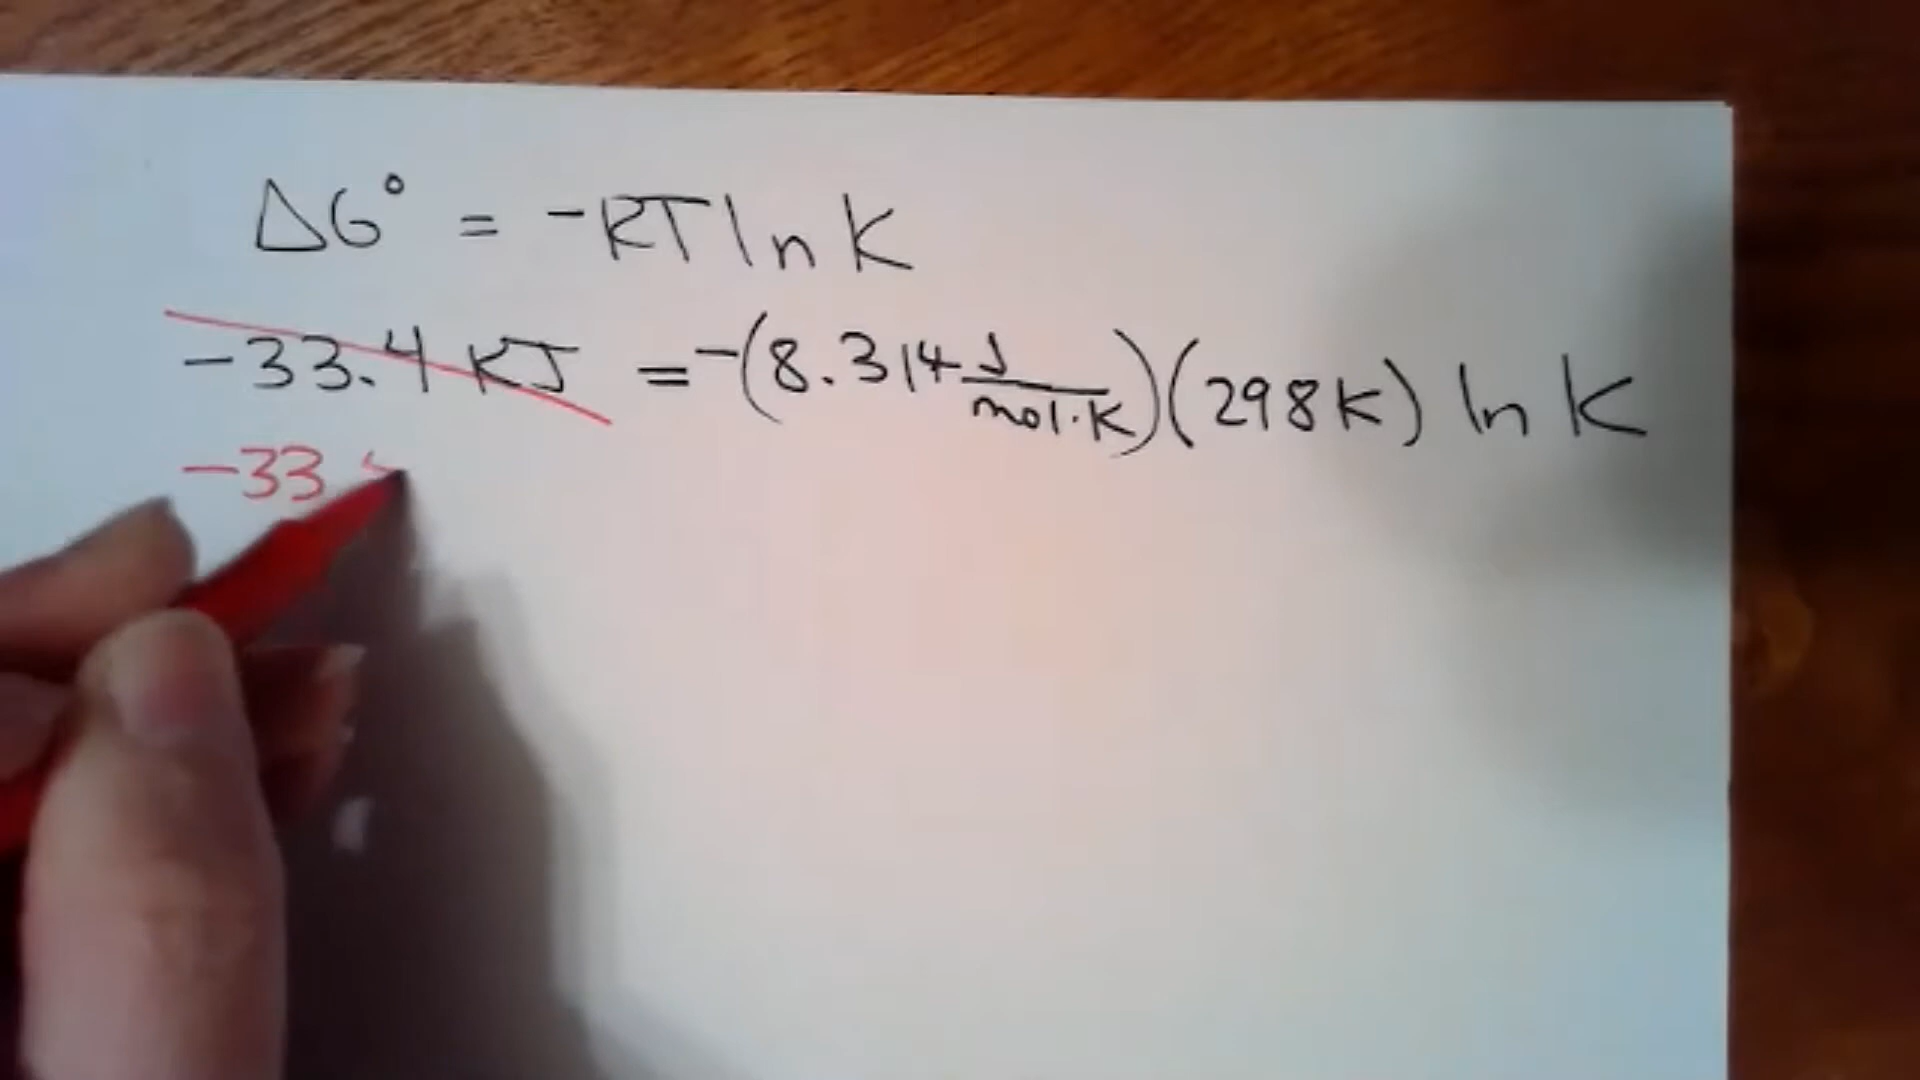 ΔG° = -RT ln K
-33.4 KJ = -(8.314 J/mol·K)(298K) ln K
-33